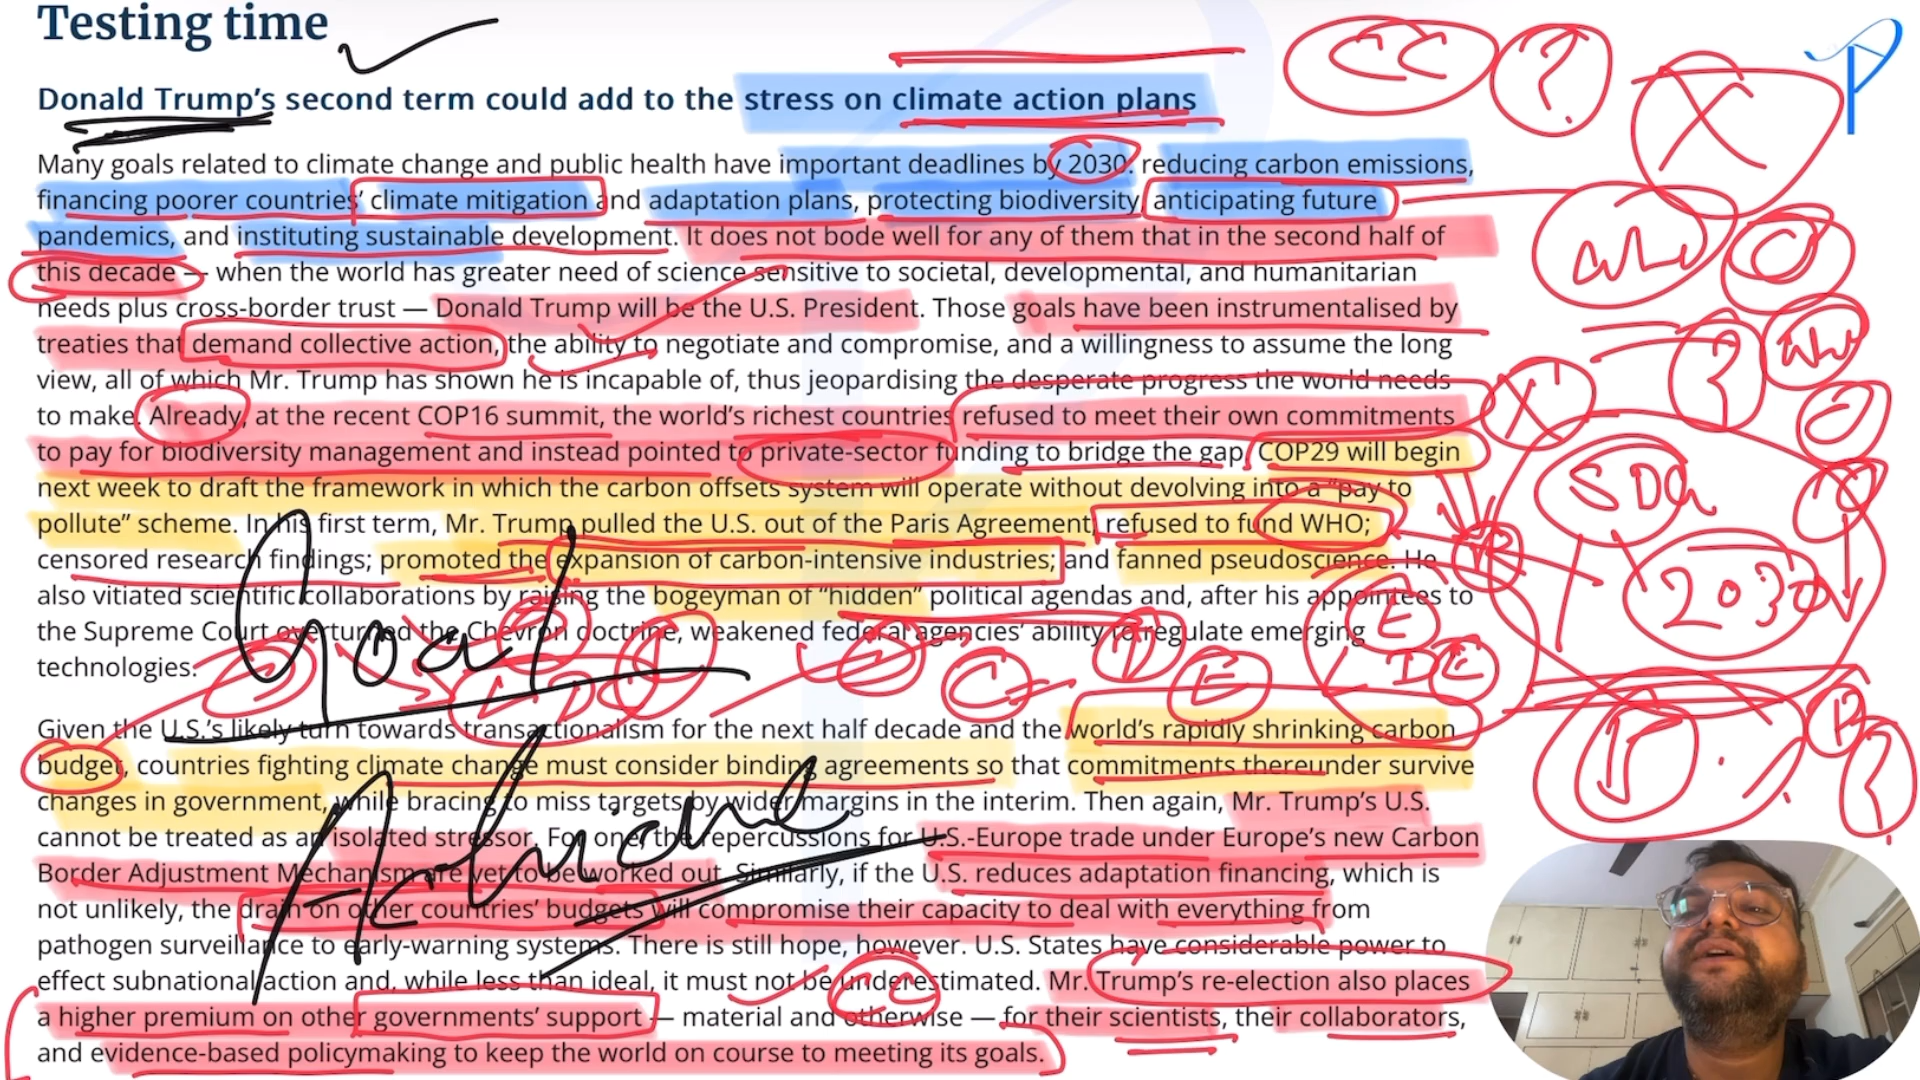 Testing time
Donald Trump's second term could add to the stress on climate action plans
CC ?
X
P
Many goals related to climate change and public health have important deadlines by 2030: reducing carbon emissions,
financing poorer countries' climate mitigation and adaptation plans, protecting biodiversity, anticipating future
pandemics, and instituting sustainable development. It does not bode well for any of them that in the second half of
this decade — when the world has greater need of science sensitive to societal, developmental, and humanitarian
needs plus cross-border trust — Donald Trump will be the U.S. President. Those goals have been instrumentalised by
treaties that demand collective action, the ability to negotiate and compromise, and a willingness to assume the long
view, all of which Mr. Trump has shown he is incapable of, thus jeopardising the desperate progress the world needs
to make. Already, at the recent COP16 summit, the world's richest countries refused to meet their own commitments
to pay for biodiversity management and instead pointed to private-sector funding to bridge the gap. COP29 will begin
next week to draft the framework in which the carbon offsets system will operate without devolving into a "pay to
pollute" scheme. In his first term, Mr. Trump pulled the U.S. out of the Paris Agreement; refused to fund WHO;
censored research findings; promoted the expansion of carbon-intensive industries; and fanned pseudoscience. He
also vitiated scientific collaborations by raising the bogeyman of "hidden" political agendas and, after his appointees to
the Supreme Court overturned the Chevron doctrine, weakened federal agencies' ability to regulate emerging
technologies.
Who
Who
SDG
2030
Goal
Given the U.S.'s likely turn towards transactionalism for the next half decade and the world's rapidly shrinking carbon
budget, countries fighting climate change must consider binding agreements so that commitments thereunder survive
changes in government, while bracing to miss targets by wider margins in the interim. Then again, Mr. Trump's U.S.
cannot be treated as an isolated stressor. For one, the repercussions for U.S.-Europe trade under Europe's new Carbon
Border Adjustment Mechanism are yet to be worked out. Similarly, if the U.S. reduces adaptation financing, which is
not unlikely, the drain on other countries' budgets will compromise their capacity to deal with everything from
pathogen surveillance to early-warning systems. There is still hope, however. U.S. States have considerable power to
effect subnational action and, while less than ideal, it must not be underestimated. Mr. Trump's re-election also places
a higher premium on other governments' support — material and otherwise — for their scientists, their collaborators,
and evidence-based policymaking to keep the world on course to meeting its goals.